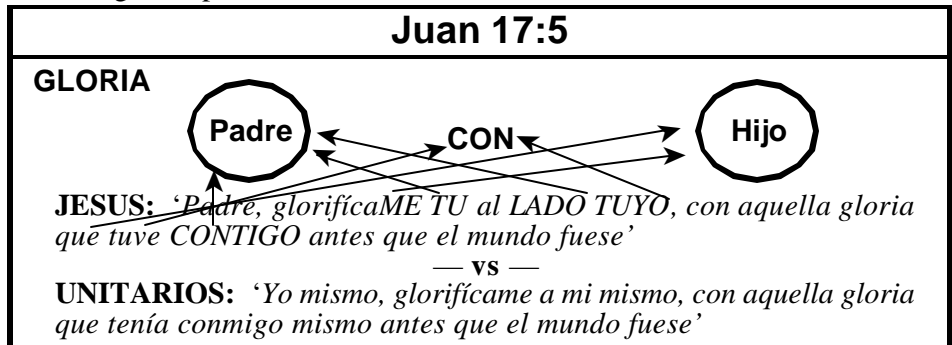 Juan 17:5
GLORIA
Padre CON Hijo
JESUS: ‘Padre, glorifícaME TU al LADO TUYO, con aquella gloria
que tuve CONTIGO antes que el mundo fuese’
— vs —
UNITARIOS: ‘Yo mismo, glorifícame a mi mismo, con aquella gloria
que tenía conmigo mismo antes que el mundo fuese’